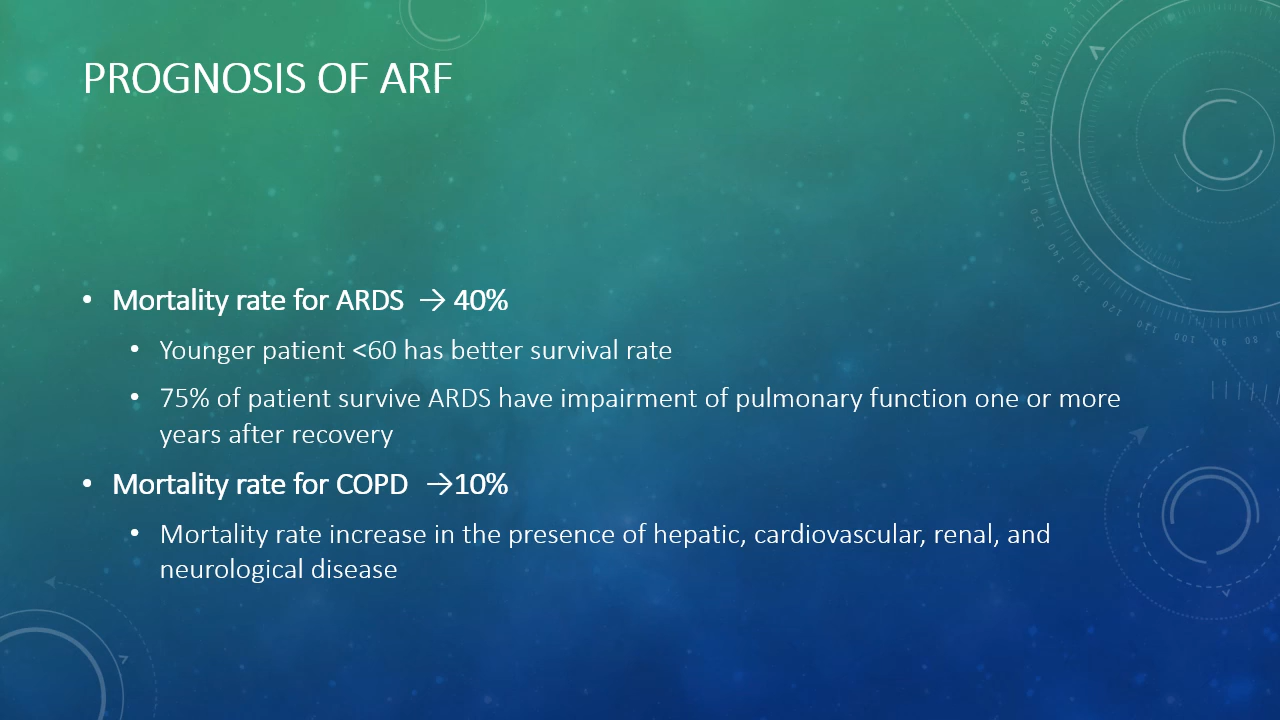 PROGNOSIS OF ARF
• Mortality rate for ARDS → 40%
• Younger patient <60 has better survival rate
• 75% of patient survive ARDS have impairment of pulmonary function one or more
years after recovery
• Mortality rate for COPD →10%
• Mortality rate increase in the presence of hepatic, cardiovascular, renal, and
neurological disease